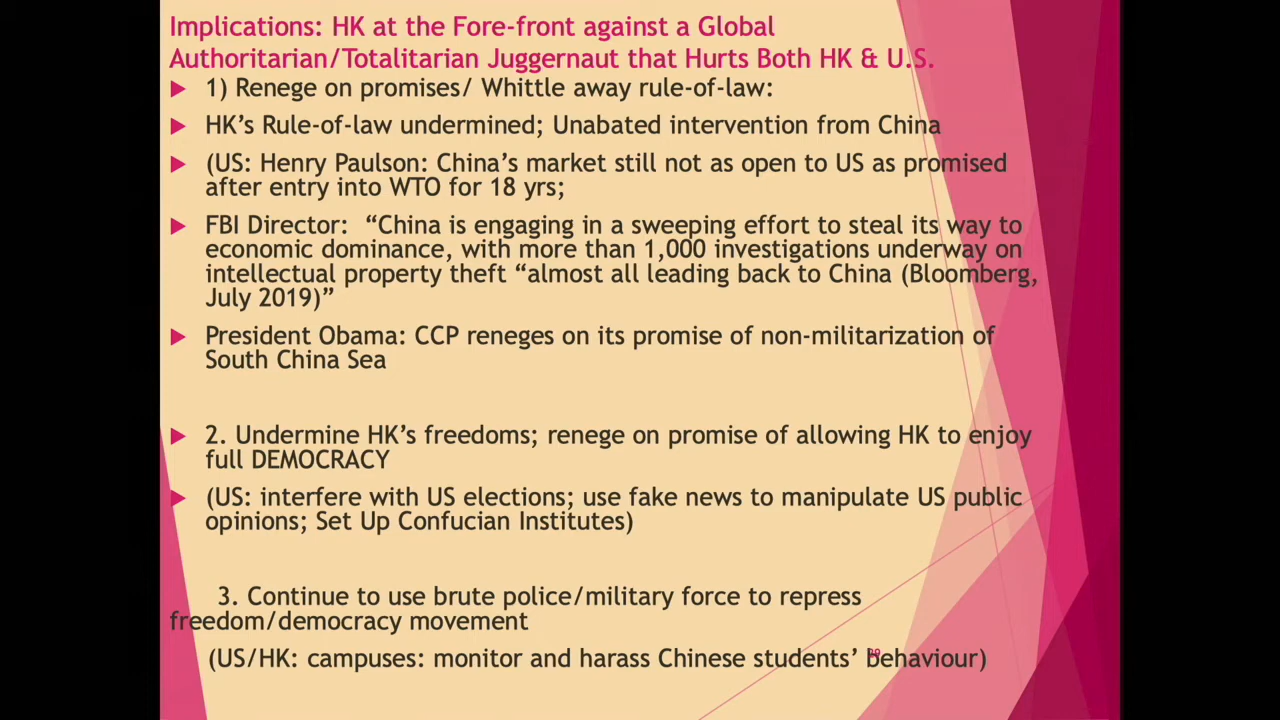 Implications: HK at the Fore-front against a Global
Authoritarian/Totalitarian Juggernaut that Hurts Both HK & U.S.
1) Renege on promises/ Whittle away rule-of-law:
HK’s Rule-of-law undermined; Unabated intervention from China
(US: Henry Paulson: China’s market still not as open to US as promised
after entry into WTO for 18 yrs;
FBI Director:  “China is engaging in a sweeping effort to steal its way to
economic dominance, with more than 1,000 investigations underway on
intellectual property theft “almost all leading back to China (Bloomberg,
July 2019)”
President Obama: CCP reneges on its promise of non-militarization of
South China Sea
2. Undermine HK’s freedoms; renege on promise of allowing HK to enjoy
full DEMOCRACY
(US: interfere with US elections; use fake news to manipulate US public
opinions; Set Up Confucian Institutes)
3. Continue to use brute police/military force to repress
freedom/democracy movement
(US/HK: campuses: monitor and harass Chinese students’ behaviour)